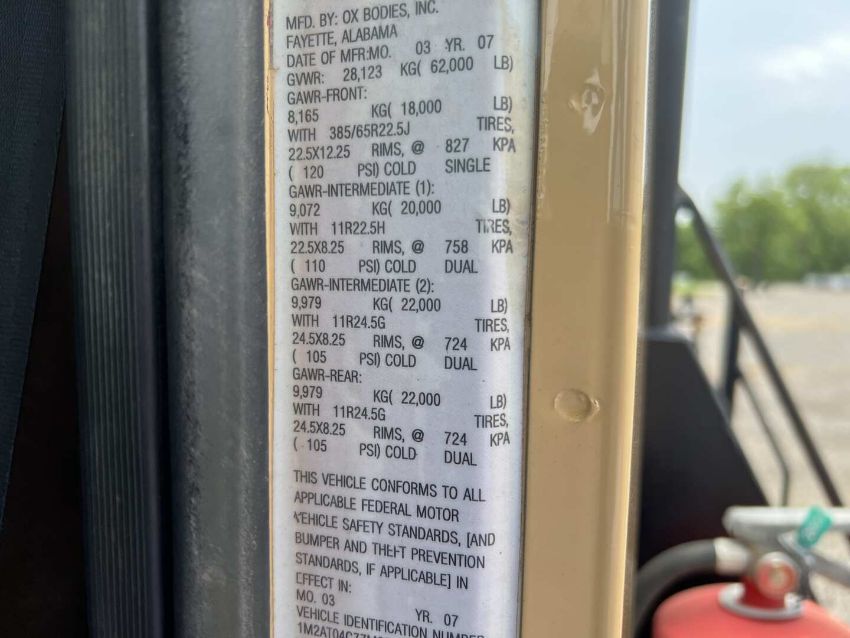 MFD. BY: OX BODIES, INC.
FAYETTE, ALABAMA
DATE OF MFR:MO. 03 YR. 07
GVWR: 28,123 KG( 62,000 LB)
GAWR-FRONT:
8,165 KG( 18,000 LB)
WITH 385/65R22.5J TIRES,
22.5X12.25 RIMS, @ 827 KPA
( 120 PSI) COLD SINGLE
GAWR-INTERMEDIATE (1):
9,072 KG( 20,000 LB)
WITH 11R22.5H TIRES,
22.5X8.25 RIMS, @ 758 KPA
( 110 PSI) COLD DUAL
GAWR-INTERMEDIATE (2):
9,979 KG( 22,000 LB)
WITH 11R24.5G TIRES,
24.5X8.25 RIMS, @ 724 KPA
( 105 PSI) COLD DUAL
GAWR-REAR:
9,979 KG( 22,000 LB)
WITH 11R24.5G TIRES,
24.5X8.25 RIMS, @ 724 KPA
( 105 PSI) COLD DUAL
THIS VEHICLE CONFORMS TO ALL
APPLICABLE FEDERAL MOTOR
VEHICLE SAFETY STANDARDS, [AND
BUMPER AND THEFT PREVENTION
STANDARDS, IF APPLICABLE] IN
EFFECT IN:
MO. 03 YR. 07
VEHICLE IDENTIFICATION NUMBER